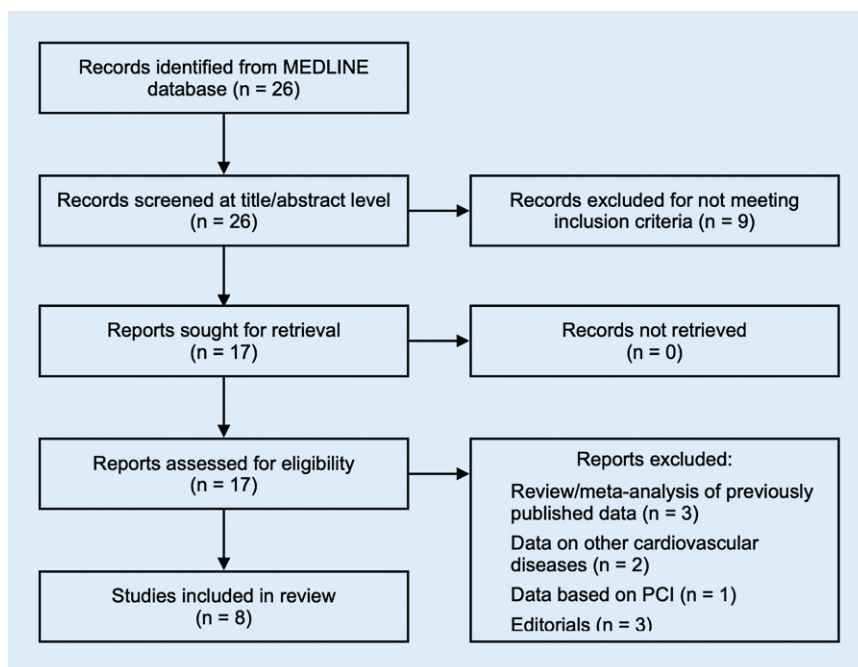 Records identified from MEDLINE
database (n = 26)
Records screened at title/abstract level
(n = 26)
Records excluded for not meeting
inclusion criteria (n = 9)
Reports sought for retrieval
(n = 17)
Records not retrieved
(n = 0)
Reports assessed for eligibility
(n = 17)
Reports excluded:
Review/meta-analysis of previously
published data (n = 3)
Data on other cardiovascular
diseases (n = 2)
Data based on PCI (n = 1)
Editorials (n = 3)
Studies included in review
(n = 8)